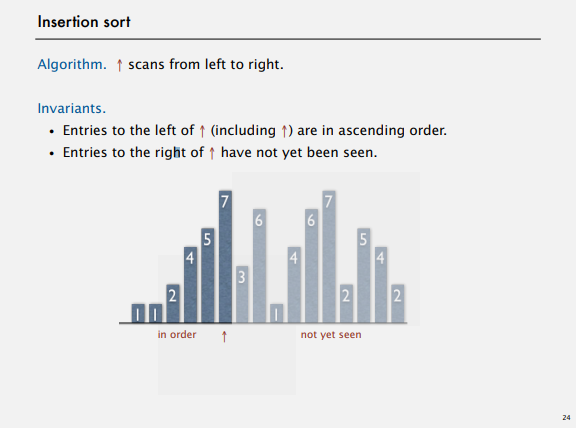 Insertion sort
Algorithm. ↑ scans from left to right.
Invariants.
• Entries to the left of ↑ (including ↑) are in ascending order.
• Entries to the right of ↑ have not yet been seen.
1 1 2 4 5 7 3 6 1 4 6 7 2 5 4 2
in order ↑ not yet seen
24